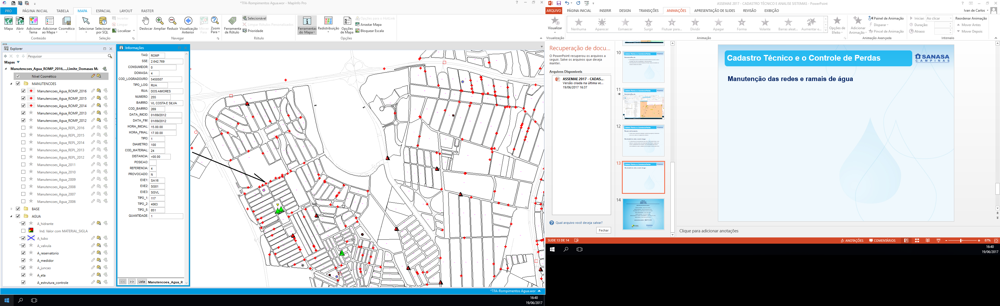 *TFA-Rompimentos Agua.wor - MapInfo Pro
PRO PÁGINA INICIAL TABELA MAPA ESPACIAL LAYOUT RASTER
Mapa
Abrir
Adicionar Tema
Adicionar ao Mapa
Cosmético
Conteúdo
Selecionar
Selecionar por SQL
Inverter
Limpar
Localizar
Seleção
Deslocar
Ampliar
Reduzir
Visualização Anterior
Mover Para
Zoom Para
Navegar
Ferramenta de Rótulo
Selecionável
Limpar Rótulos Personalizados
Prioridade
Rótulo
Ferramentas do Mapa
Redistribuição
Opções de Mapa
Opções para o HotLink
Arrastar Mapa
Bloquear Escala
Opções
Explorer
Pesquisar
Mapas
Manutencoes_Agua_ROMP_2016,...,Limite_Domasas Ma
Nível Cosmético
MANUTENCOES
Manutencoes_Agua_ROMP_2016
Manutencoes_Agua_ROMP_2015
Manutencoes_Agua_ROMP_2014
Manutencoes_Agua_ROMP_2013
Manutencoes_Agua_ROMP_2012
Manutencoes_Agua_REPL_2016
Manutencoes_Agua_REPL_2015
Manutencoes_Agua_REPL_2014
Manutencoes_Agua_REPL_2013
Manutencoes_Agua_REPL_2012
Manutencoes_Agua_2011
Manutencoes_Agua_2010
Manutencoes_Agua_2009
Manutencoes_Agua_2008
Manutencoes_Agua_2007
Manutencoes_Agua_2006
BASE
AGUA
A_hidrante
Ind. Valor com MATERIAL_SIGLA
A_tubo
A_valvula
A_reservatorio
A_medidor
A_juncao
A_eta
A_estrutura_controle
Informações
TAG: ROMP
SSE: 2.642.769
CONSUMIDOR: 0
DOMASA: 4
COD_LOGRADOURO: 5450507
TIPO_LOG: RUA
RUA: DOS AIMORES
NUMERO: 255
BAIRRO: VL COSTA E SILVA
COD_BAIRRO: 269
DATA_INICIO: 01/09/2012
DATA_FIM: 01/09/2012
HORA_INICIAL: 15.00.00
HORA_FINAL: 17.00.00
TIPO: 1
DIAMETRO: 100
COD_MATERIAL: 24
DISTANCIA: +00.00
POSICAO:
REFERENCIA: 4
PROVOCADO: N
EXE1: SA16
EXE2: SG01
EXE3: SGVL
TIPO_1: 117
TIPO_2: 4063
TIPO_5: 851
QUANTIDADE: 1
<< >> Lista Manutencoes_Agua_R
*TFA-Rompimentos Agua.wor
16:40
19/06/2017
ASSEMAE 2017 - CADASTRO TÉCNICO E ANALISE SISTEMAS - PowerPoint
ARQUIVO PÁGINA INICIAL INSERIR DESIGN TRANSIÇÕES ANIMAÇÕES APRESENTAÇÃO DE SLIDES REVISÃO EXIBIÇÃO
Ivan de Carlos
Visualizar
Visualização
Nenhuma Aparecer Esmaecer Surgir Flutuar para... Dividir Apagar Forma Volante Barras aleat... Aumentar e...
Opções de Efeito
Animação
Adicionar Animação
Painel de Animação
Disparar
Pincel de Animação
Animação Avançada
Iniciar: Ao clicar
Duração:
Atraso:
Reordenar Animação
Mover Antes
Mover Depois
Intervalo
Recuperação de docu...
O PowerPoint recuperou os arquivos a
seguir. Salve os arquivos que deseja
manter.
Arquivos Disponíveis
ASSEMAE 2017 - CADAS...
Versão criada na última ve...
19/06/2017 16:37
Qual arquivo você deseja salvar?
Fechar
10
11
12
13
14
Cadastro Técnico e o Controle de Perdas
SANASA
CAMPINAS
Manutenção das redes e ramais de água
Clique para adicionar anotações
SLIDE 13 DE 14
ANOTAÇÕES COMENTÁRIOS
87%
16:40
19/06/2017